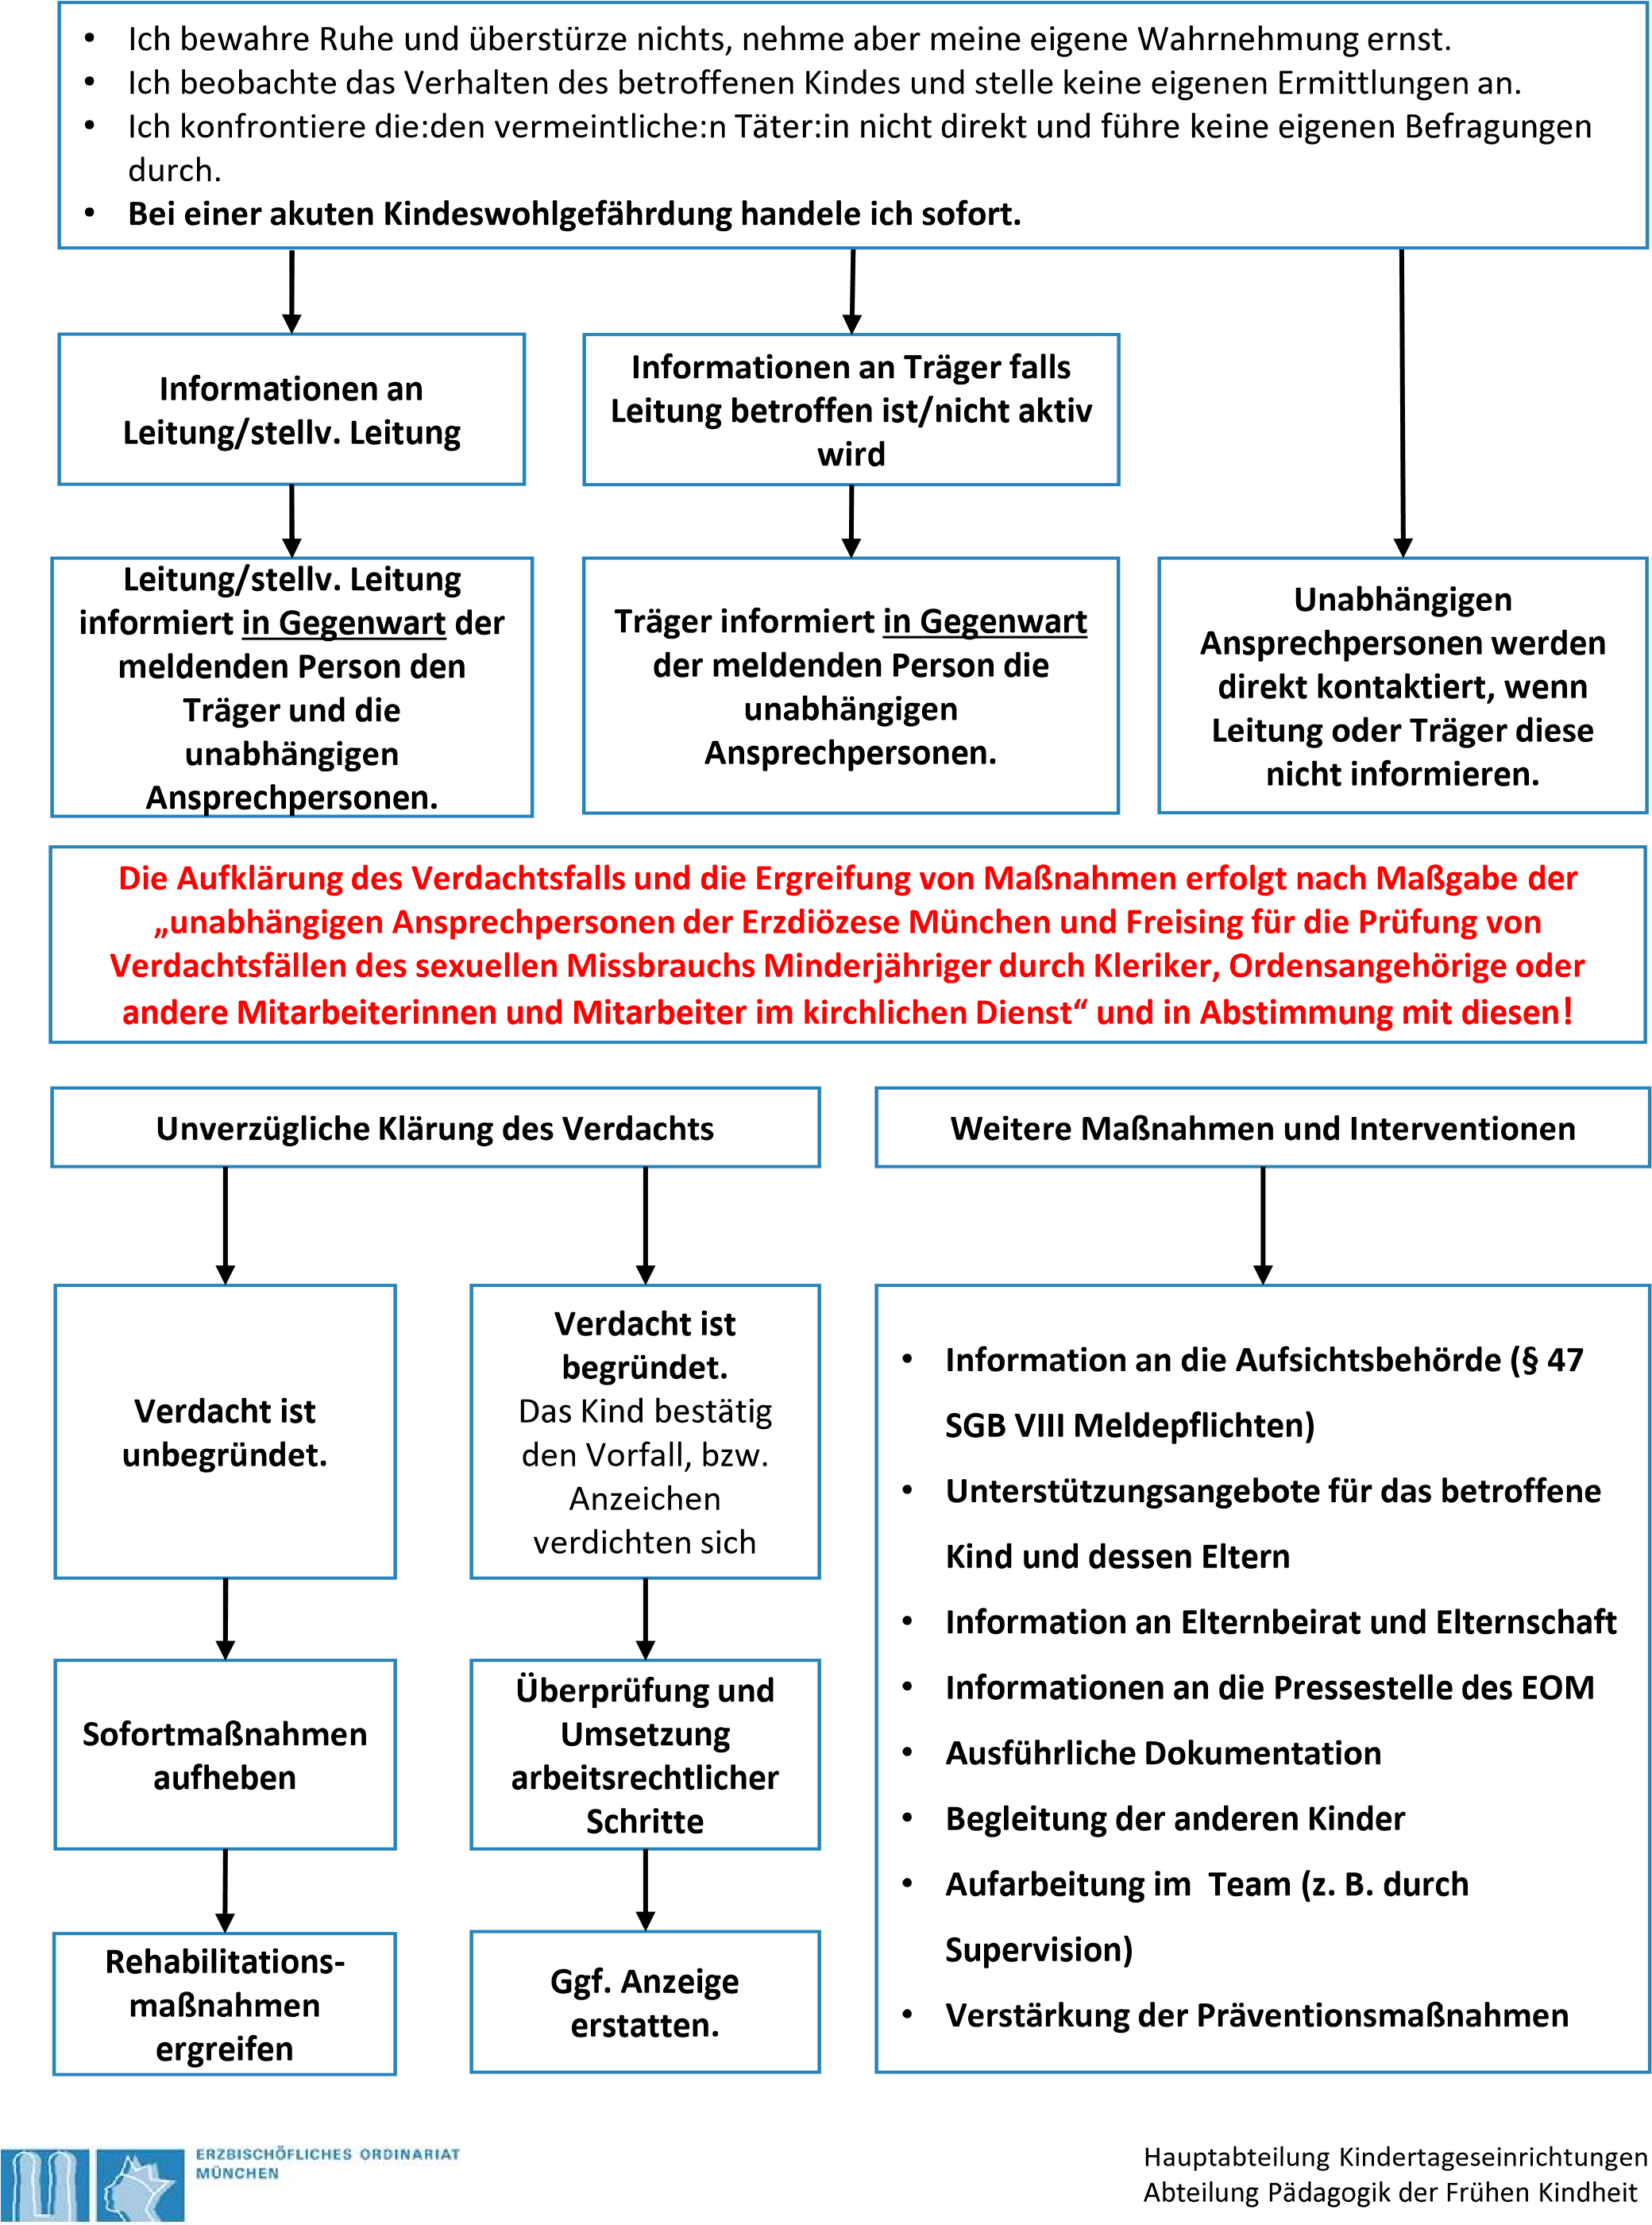 • Ich bewahre Ruhe und überstürze nichts, nehme aber meine eigene Wahrnehmung ernst.
• Ich beobachte das Verhalten des betroffenen Kindes und stelle keine eigenen Ermittlungen an.
• Ich konfrontiere die:den vermeintliche:n Täter:in nicht direkt und führe keine eigenen Befragungen
durch.
• Bei einer akuten Kindeswohlgefährdung handele ich sofort.
Informationen an
Leitung/stellv. Leitung
Informationen an Träger falls
Leitung betroffen ist/nicht aktiv
wird
Leitung/stellv. Leitung
informiert in Gegenwart der
meldenden Person den
Träger und die
unabhängigen
Ansprechpersonen.
Träger informiert in Gegenwart
der meldenden Person die
unabhängigen
Ansprechpersonen.
Unabhängigen
Ansprechpersonen werden
direkt kontaktiert, wenn
Leitung oder Träger diese
nicht informieren.
Die Aufklärung des Verdachtsfalls und die Ergreifung von Maßnahmen erfolgt nach Maßgabe der
„unabhängigen Ansprechpersonen der Erzdiözese München und Freising für die Prüfung von
Verdachtsfällen des sexuellen Missbrauchs Minderjähriger durch Kleriker, Ordensangehörige oder
andere Mitarbeiterinnen und Mitarbeiter im kirchlichen Dienst“ und in Abstimmung mit diesen!
Unverzügliche Klärung des Verdachts
Verdacht ist
unbegründet.
Sofortmaßnahmen
aufheben
Rehabilitations-
maßnahmen
ergreifen
Verdacht ist
begründet.
Das Kind bestätig
den Vorfall, bzw.
Anzeichen
verdichten sich
Überprüfung und
Umsetzung
arbeitsrechtlicher
Schritte
Ggf. Anzeige
erstatten.
Weitere Maßnahmen und Interventionen
• Information an die Aufsichtsbehörde (§ 47
SGB VIII Meldepflichten)
• Unterstützungsangebote für das betroffene
Kind und dessen Eltern
• Information an Elternbeirat und Elternschaft
• Informationen an die Pressestelle des EOM
• Ausführliche Dokumentation
• Begleitung der anderen Kinder
• Aufarbeitung im Team (z. B. durch
Supervision)
• Verstärkung der Präventionsmaßnahmen
ERZBISCHÖFLICHES ORDINARIAT
MÜNCHEN
Hauptabteilung Kindertageseinrichtungen
Abteilung Pädagogik der Frühen Kindheit